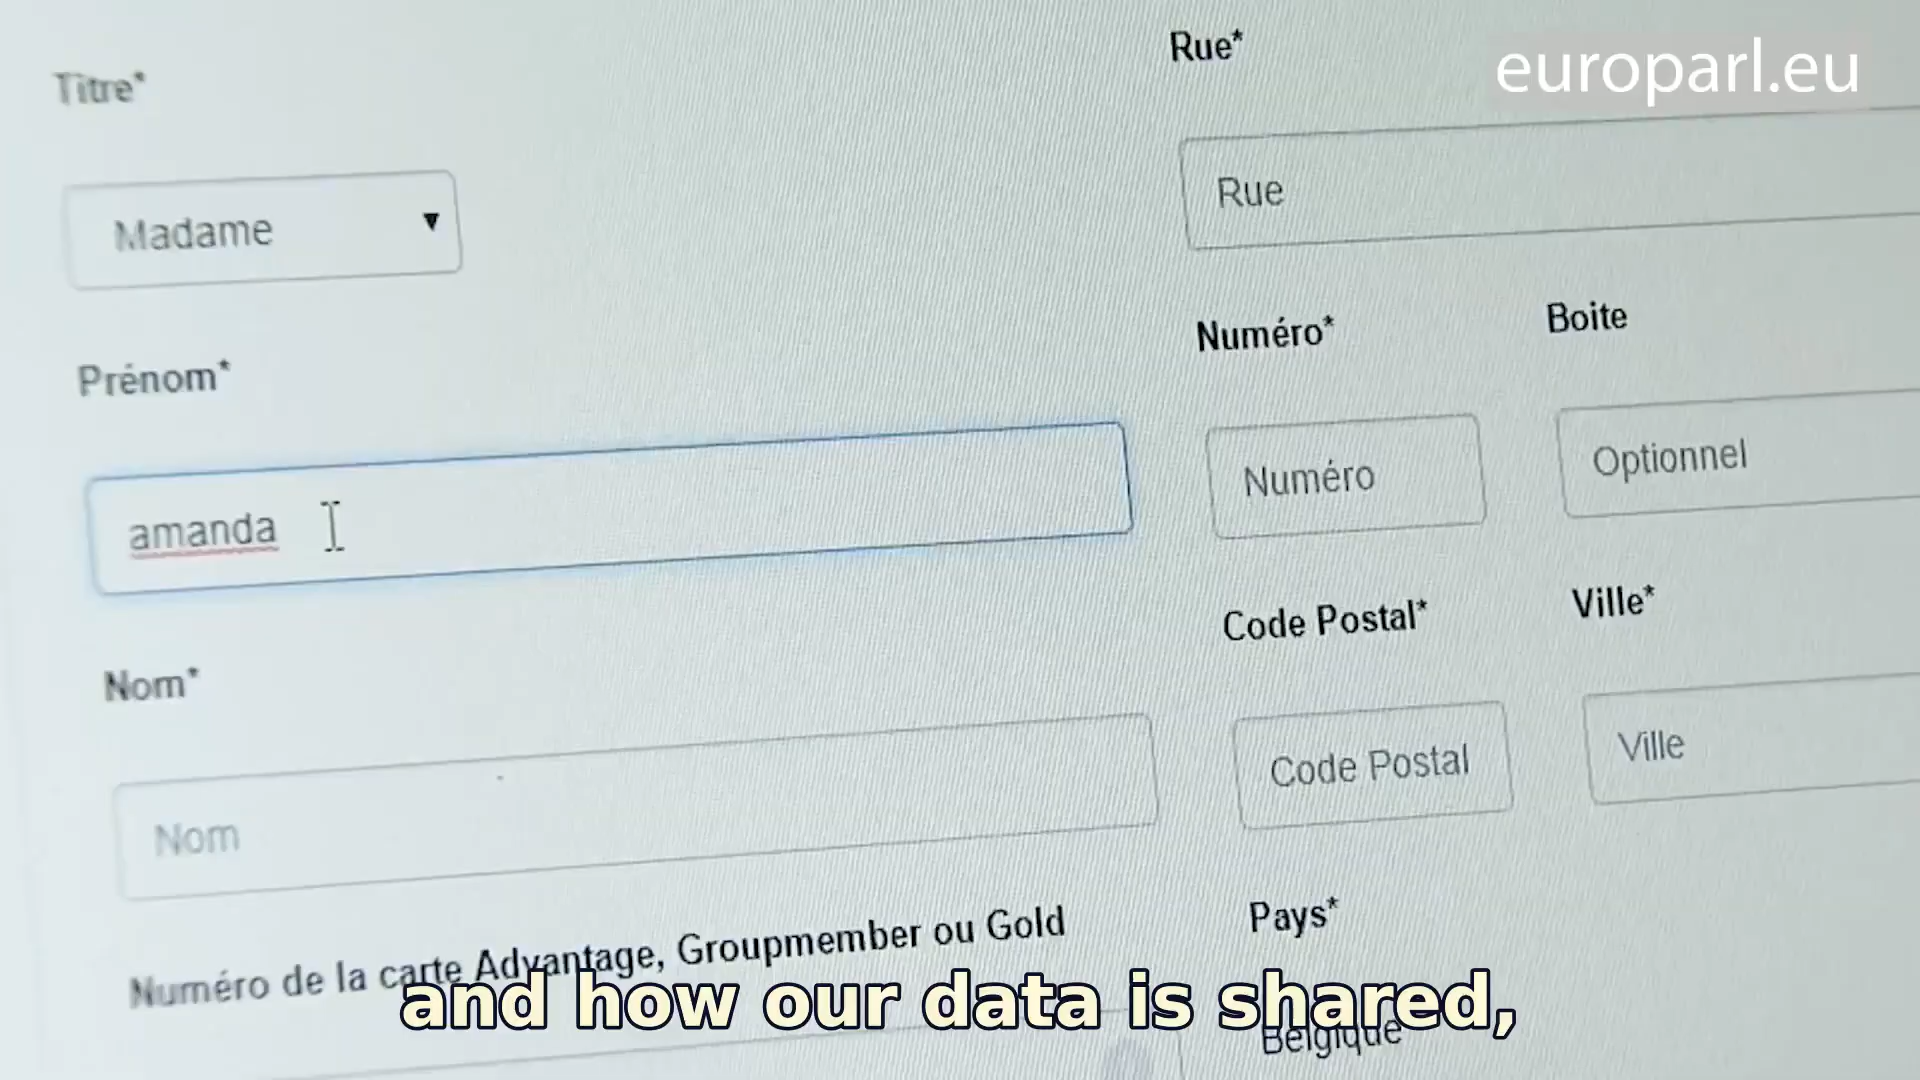 europarl.eu
Titre*
Madame
Prénom*
amanda
Nom*
Nom
Numéro de la carte Advantage, Groupmember ou Gold
Rue*
Rue
Numéro*
Boite
Numéro
Optionnel
Code Postal*
Ville*
Code Postal
Ville
Pays*
Belgique
and how our data is shared,